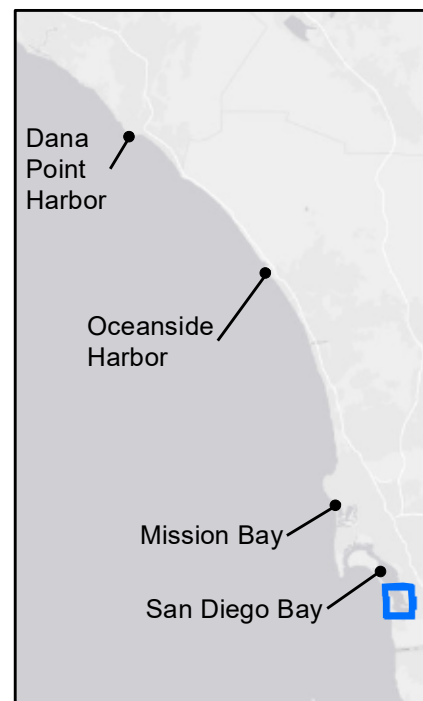 Dana
Point
Harbor
Oceanside
Harbor
Mission Bay
San Diego Bay